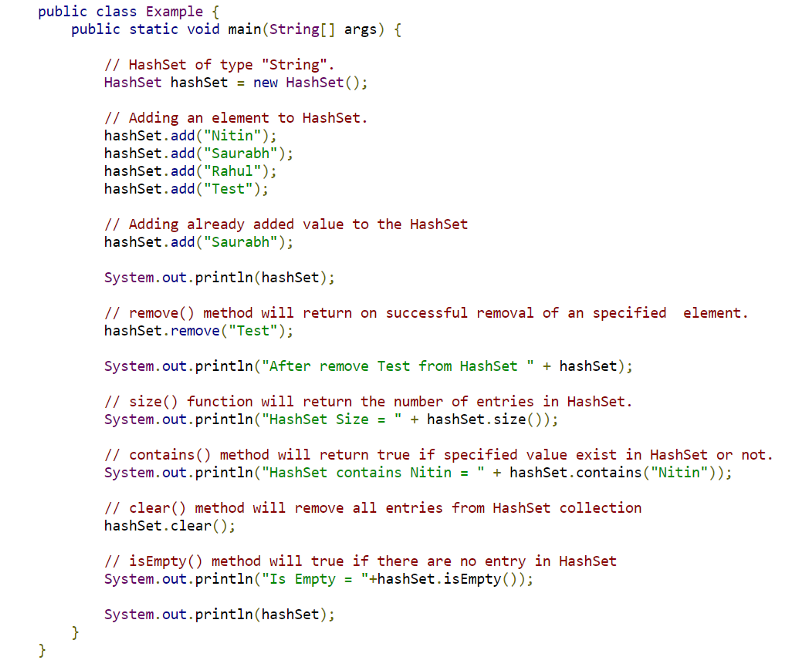 public class Example {
public static void main(String[] args) {
// HashSet of type "String".
HashSet hashSet = new HashSet();
// Adding an element to HashSet.
hashSet.add("Nitin");
hashSet.add("Saurabh");
hashSet.add("Rahul");
hashSet.add("Test");
// Adding already added value to the HashSet
hashSet.add("Saurabh");
System.out.println(hashSet);
// remove() method will return on successful removal of an specified  element.
hashSet.remove("Test");
System.out.println("After remove Test from HashSet " + hashSet);
// size() function will return the number of entries in HashSet.
System.out.println("HashSet Size = " + hashSet.size());
// contains() method will return true if specified value exist in HashSet or not.
System.out.println("HashSet contains Nitin = " + hashSet.contains("Nitin"));
// clear() method will remove all entries from HashSet collection
hashSet.clear();
// isEmpty() method will true if there are no entry in HashSet
System.out.println("Is Empty = "+hashSet.isEmpty());
System.out.println(hashSet);
}
}